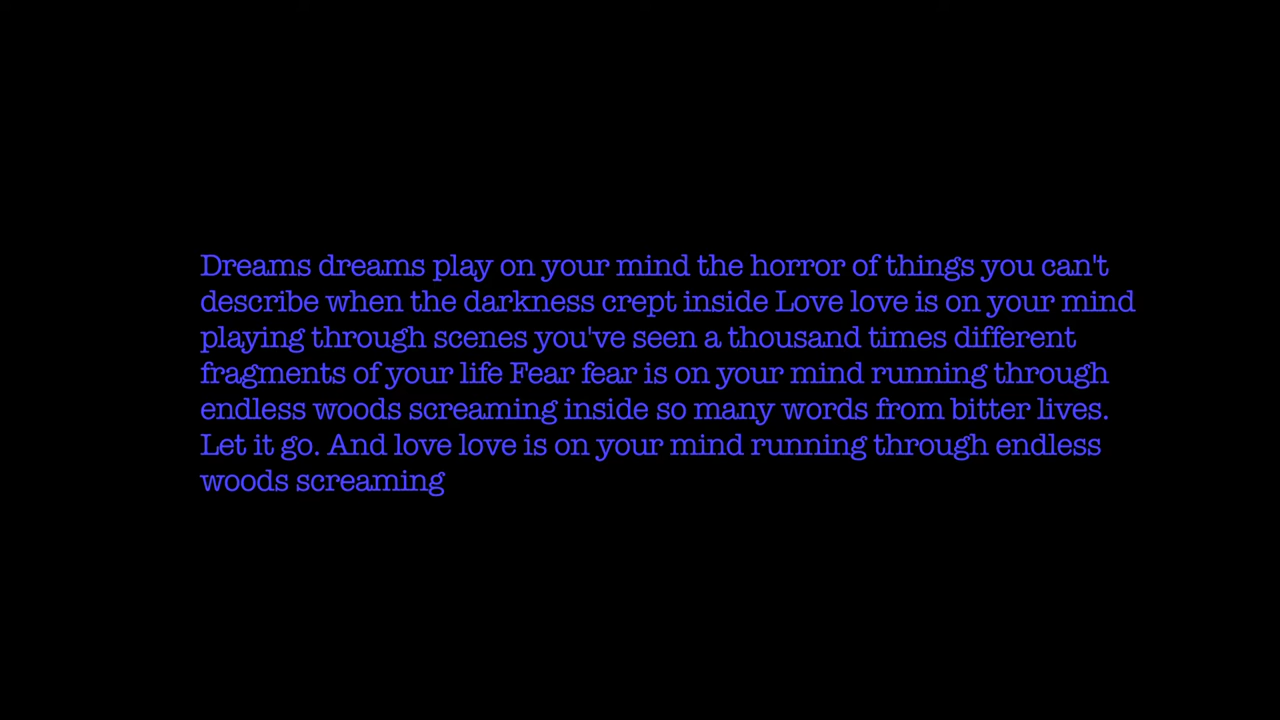 Dreams dreams play on your mind the horror of things you can't
describe when the darkness crept inside Love love is on your mind
playing through scenes you've seen a thousand times different
fragments of your life Fear fear is on your mind running through
endless woods screaming inside so many words from bitter lives.
Let it go. And love love is on your mind running through endless
woods screaming